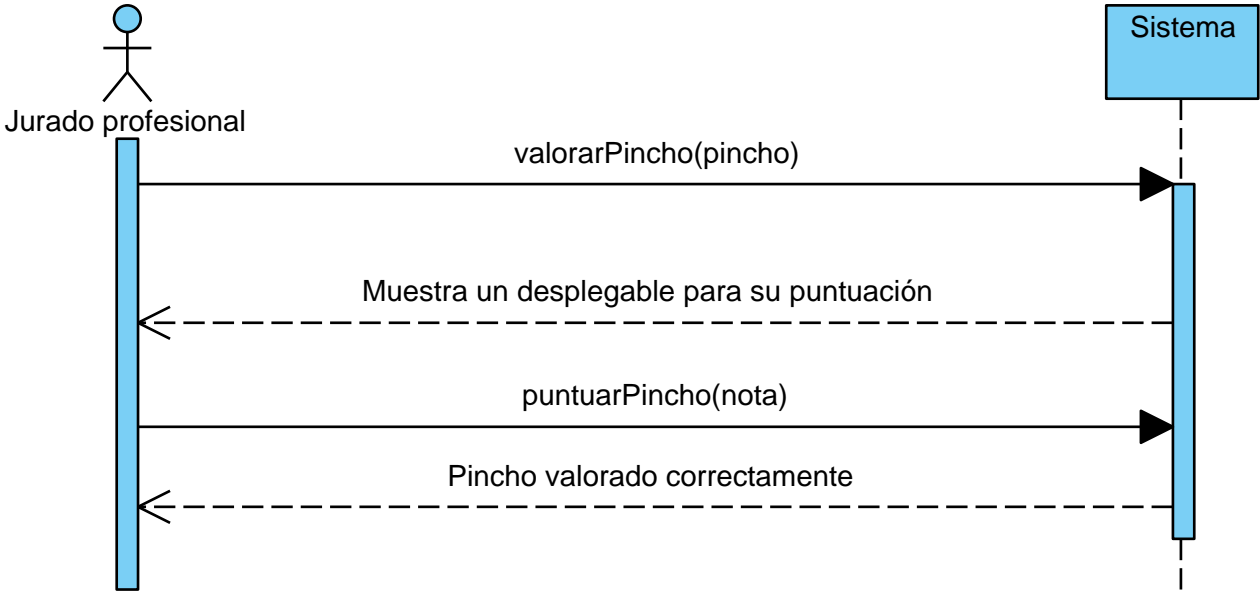 Sistema
Jurado profesional
valorarPincho(pincho)
Muestra un desplegable para su puntuación
puntuarPincho(nota)
Pincho valorado correctamente